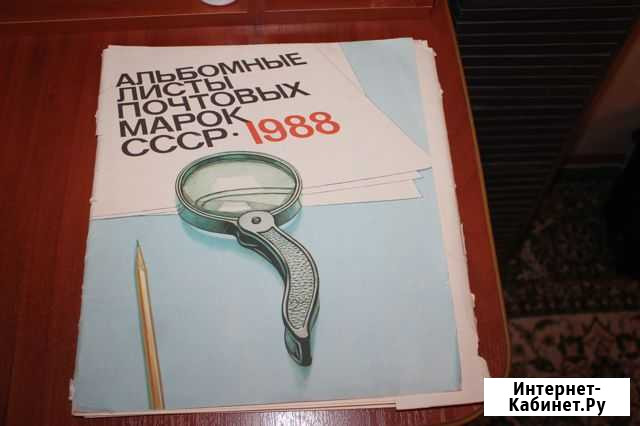 АЛЬБОМНЫЕ
ЛИСТЫ
ПОЧТОВЫХ
МАРОК
СССР·1988
Интернет-
Кабинет.Ру